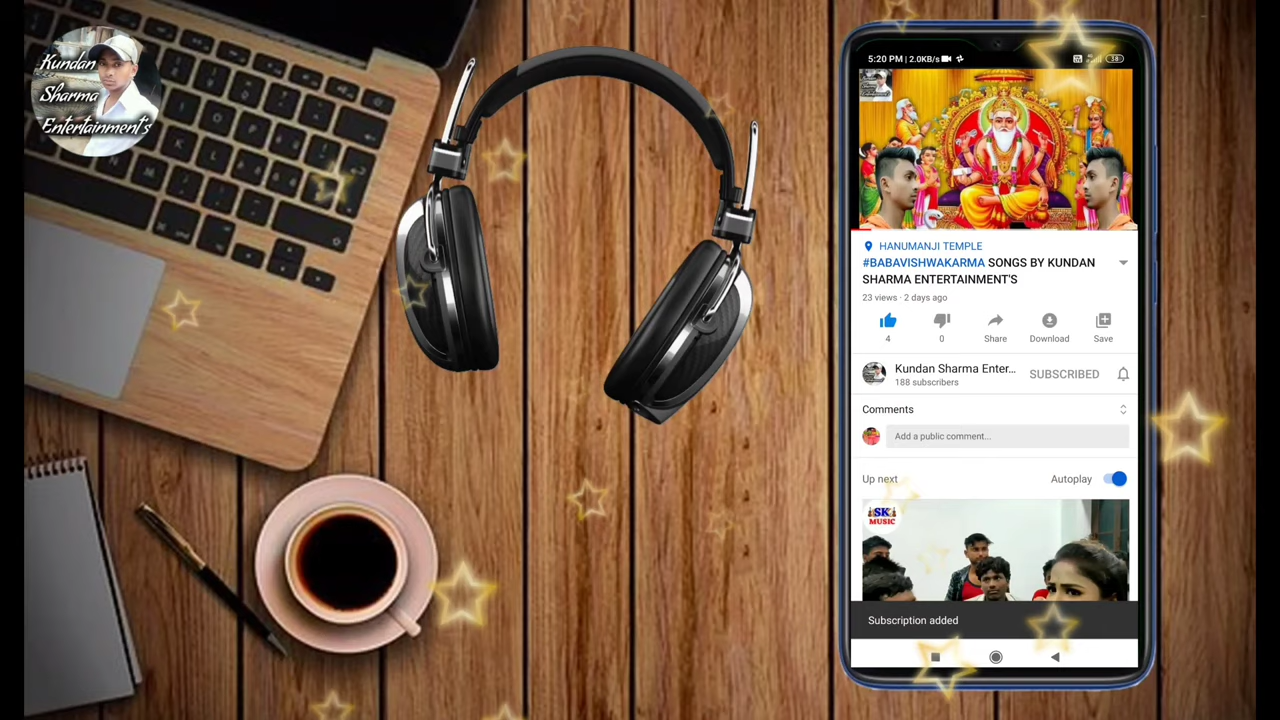 Kundan
Sharma
Entertainment's
5:20 PM | 2.0KB/s
38
HANUMANJI TEMPLE
#BABAVISHWAKARMA SONGS BY KUNDAN
SHARMA ENTERTAINMENT'S
23 views · 2 days ago
4
0
Share
Download
Save
Kundan Sharma Enter...
SUBSCRIBED
188 subscribers
Comments
Add a public comment...
Up next
Autoplay
SK
MUSIC
Subscription added